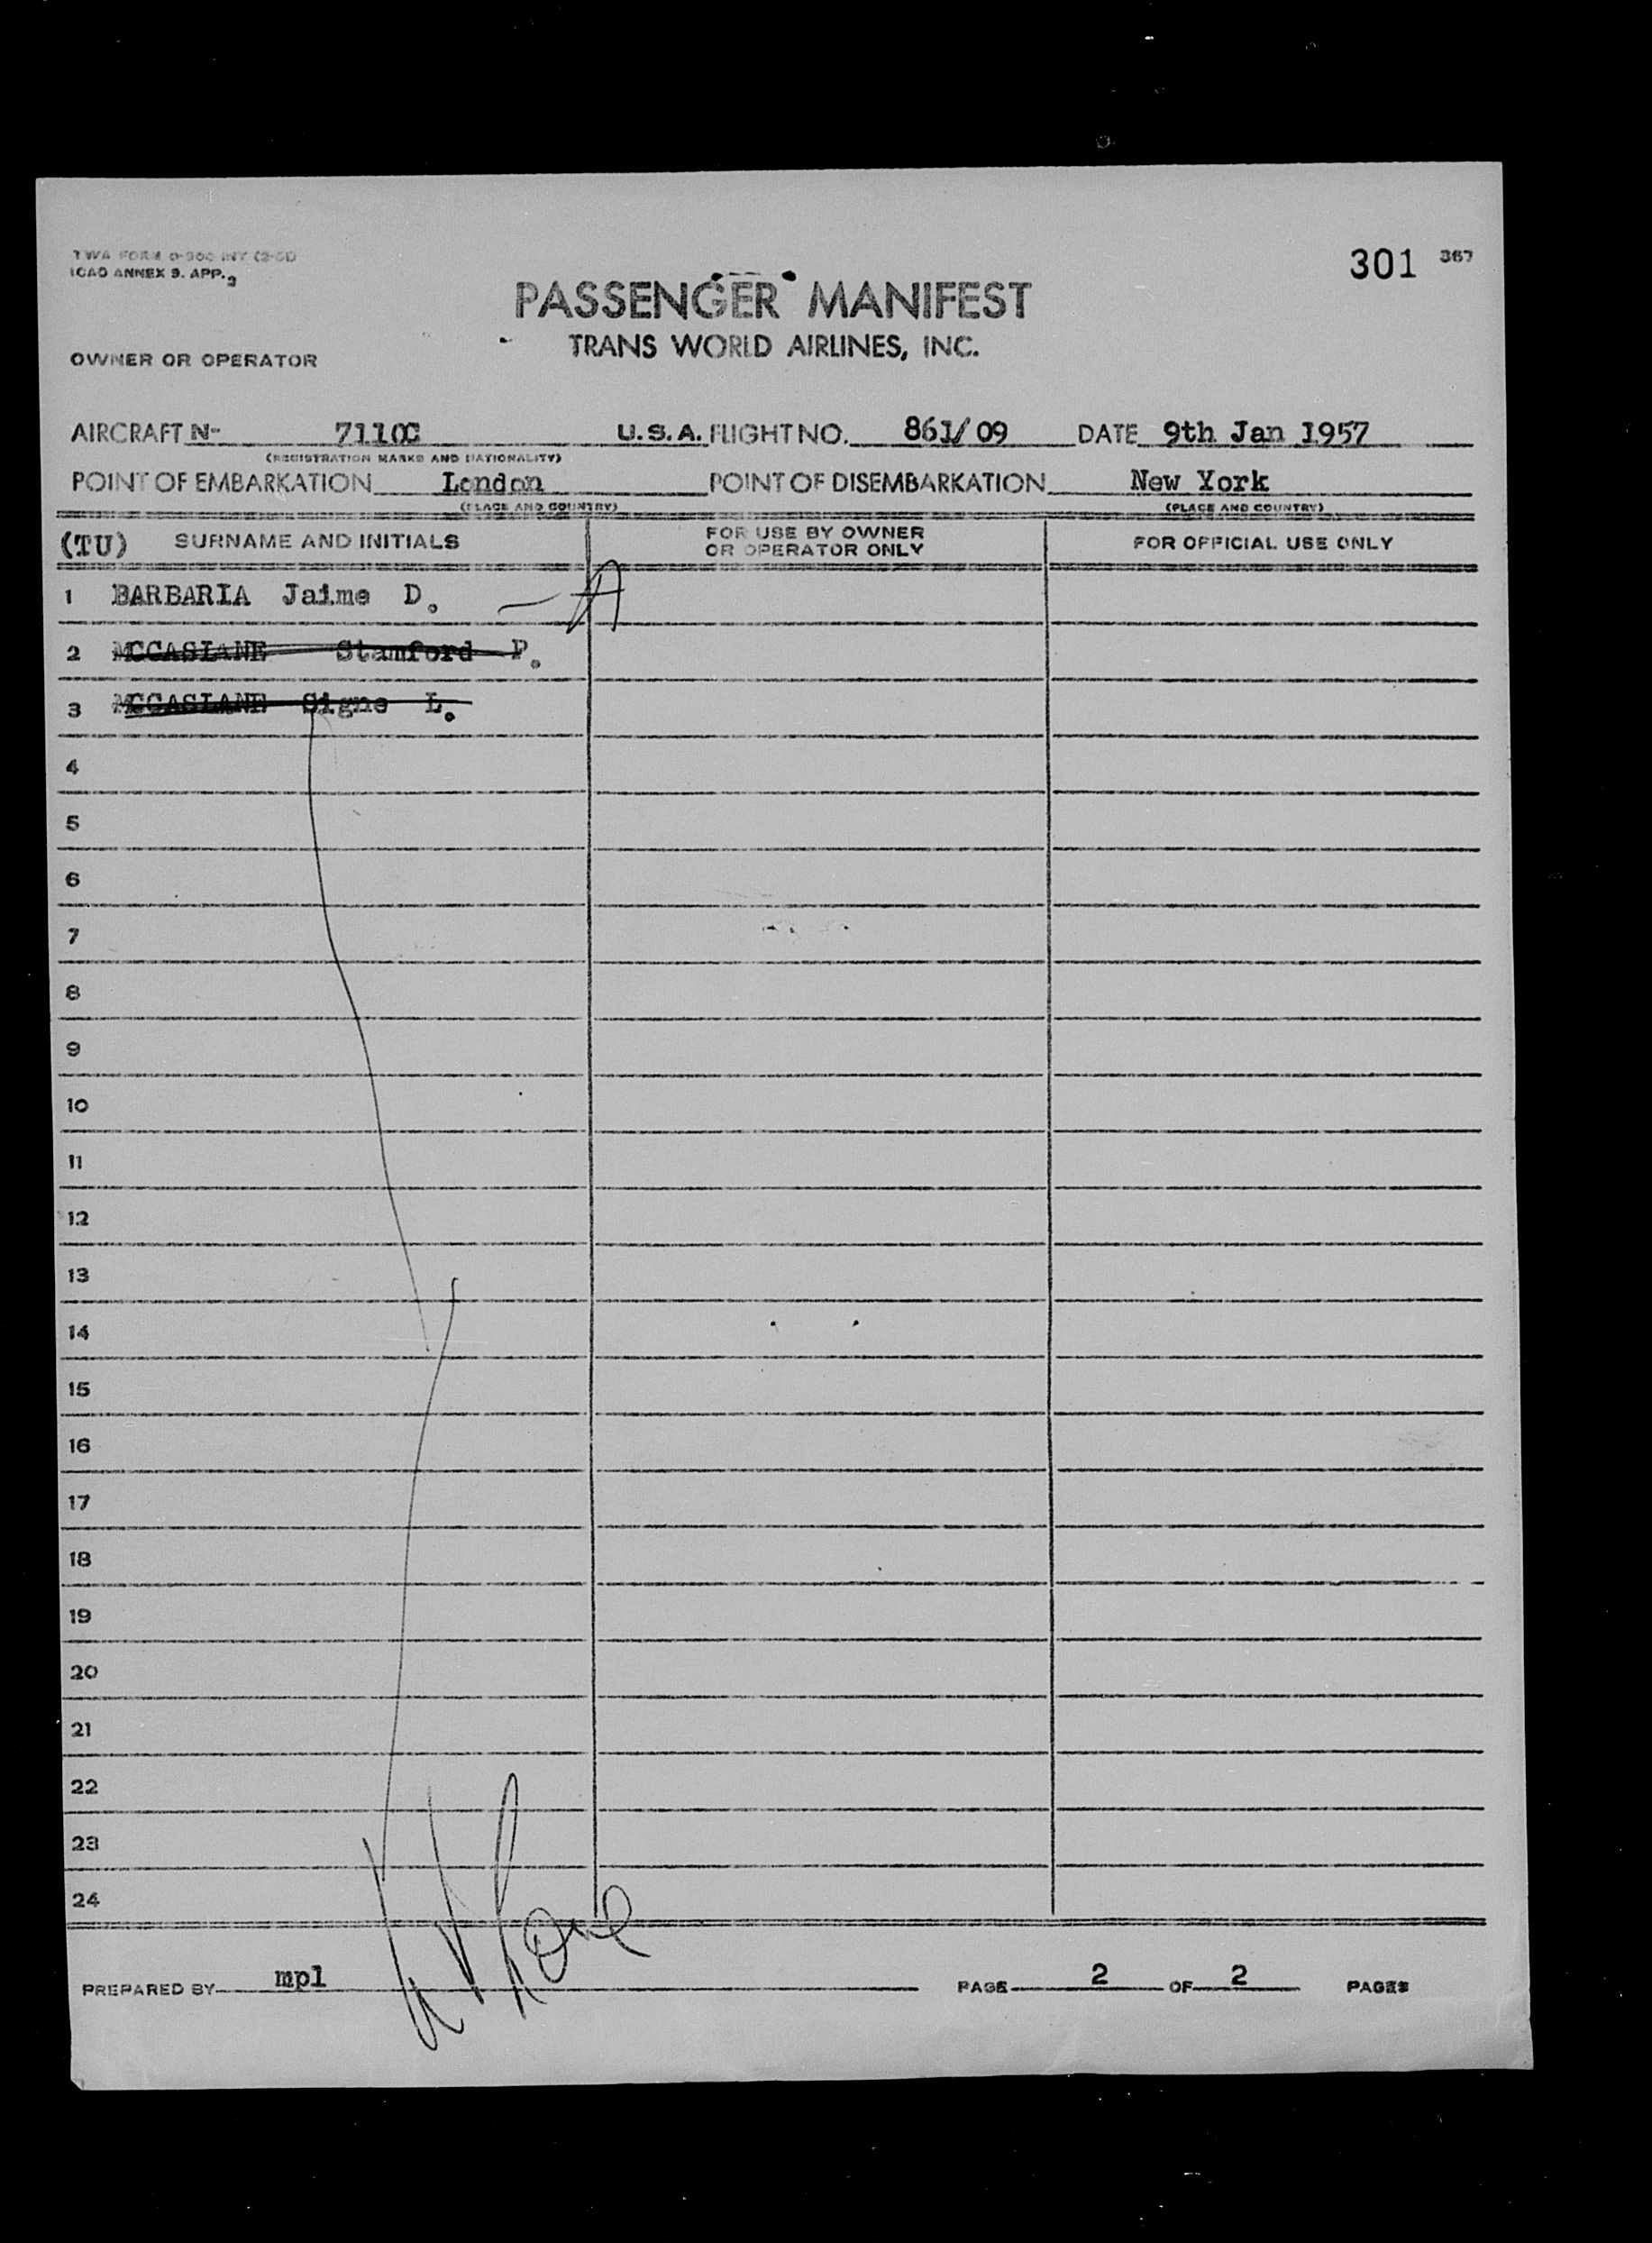 TWA FORM
ICAO ANNEX 9. APP. 3
301 367
PASSENGER MANIFEST
TRANS WORLD AIRLINES, INC.
OWNER OR OPERATOR
AIRCRAFT N- 7110C U.S.A. FLIGHT NO. 861/09 DATE 9th Jan 1957
(REGISTRATION MARKS AND NATIONALITY)
POINT OF EMBARKATION London POINT OF DISEMBARKATION New York
(PLACE AND COUNTRY) (PLACE AND COUNTRY)
(TU) SURNAME AND INITIALS FOR USE BY OWNER OR OPERATOR ONLY FOR OFFICIAL USE ONLY
1 BARBARIA Jaime D. — A
2 MCCASLANE Stamford P.
3 MCCASLANE Signe L.
4
5
6
7
8
9
10
11
12
13
14
15
16
17
18
19
20
21
22
23
24
PREPARED BY mpl PAGE 2 OF 2 PAGES